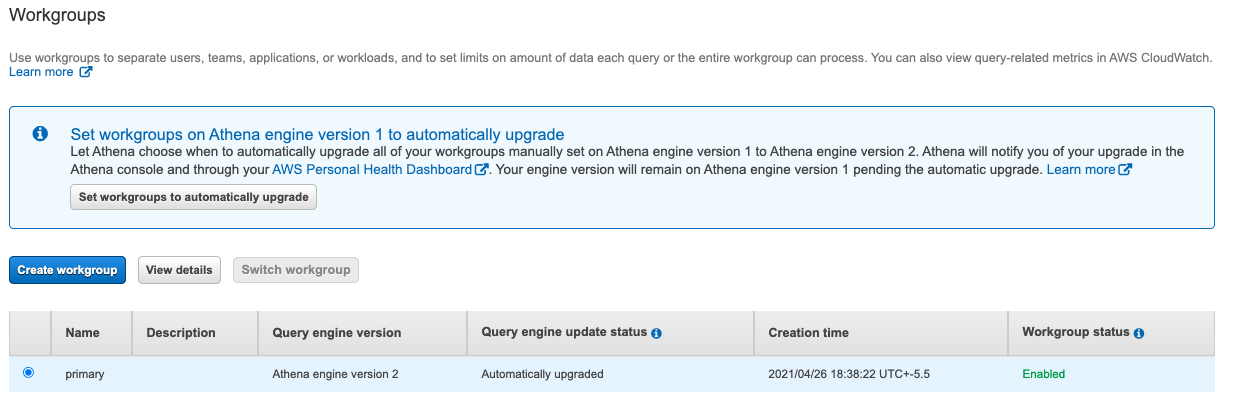 Workgroups
Use workgroups to separate users, teams, applications, or workloads, and to set limits on amount of data each query or the entire workgroup can process. You can also view query-related metrics in AWS CloudWatch.
Learn more
Set workgroups on Athena engine version 1 to automatically upgrade
Let Athena choose when to automatically upgrade all of your workgroups manually set on Athena engine version 1 to Athena engine version 2. Athena will notify you of your upgrade in the
Athena console and through your AWS Personal Health Dashboard. Your engine version will remain on Athena engine version 1 pending the automatic upgrade. Learn more
Set workgroups to automatically upgrade
Create workgroup View details Switch workgroup
Name Description Query engine version Query engine update status Creation time Workgroup status
primary Athena engine version 2 Automatically upgraded 2021/04/26 18:38:22 UTC+-5.5 Enabled